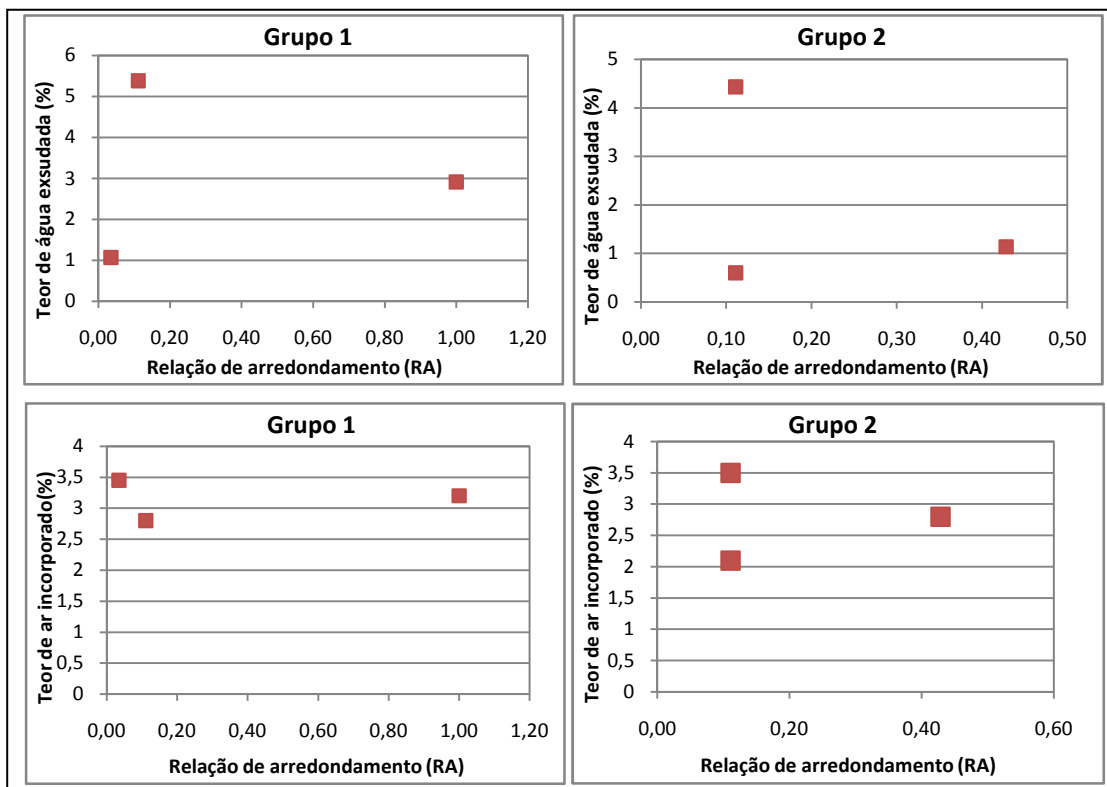 Grupo 1
Teor de água exsudada (%)
6
5
4
3
2
1
0
0,00 0,20 0,40 0,60 0,80 1,00 1,20
Relação de arredondamento (RA)
Grupo 2
Teor de água exsudada (%)
5
4
3
2
1
0
0,00 0,10 0,20 0,30 0,40 0,50
Relação de arredondamento (RA)
Grupo 1
Teor de ar incorporado(%)
4
3,5
3
2,5
2
1,5
1
0,5
0
0,00 0,20 0,40 0,60 0,80 1,00 1,20
Relação de arredondamento (RA)
Grupo 2
Teor de ar incorporado (%)
4
3,5
3
2,5
2
1,5
1
0,5
0
0,00 0,20 0,40 0,60
Relação de arredondamento (RA)